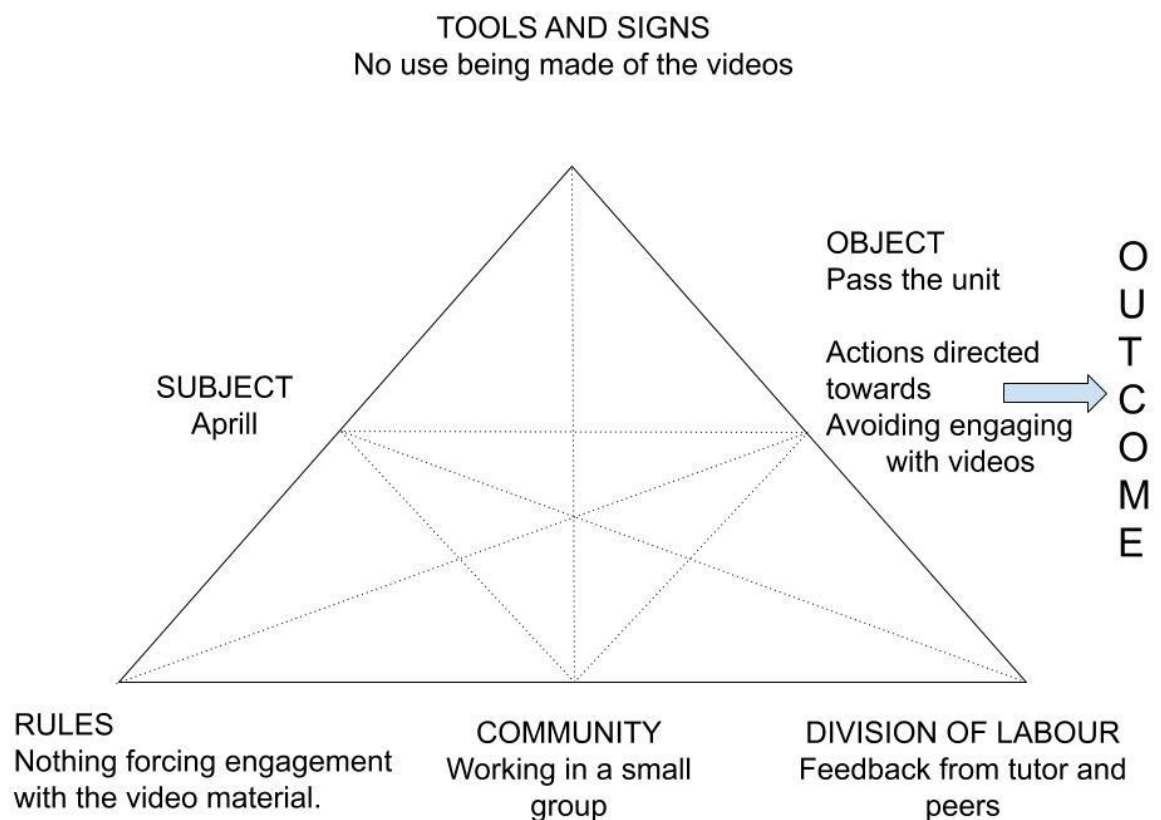 TOOLS AND SIGNS
No use being made of the videos
OBJECT
Pass the unit
Actions directed
towards
Avoiding engaging
with videos
OUTCOME
SUBJECT
Aprill
RULES
Nothing forcing engagement
with the video material.
COMMUNITY
Working in a small
group
DIVISION OF LABOUR
Feedback from tutor and
peers